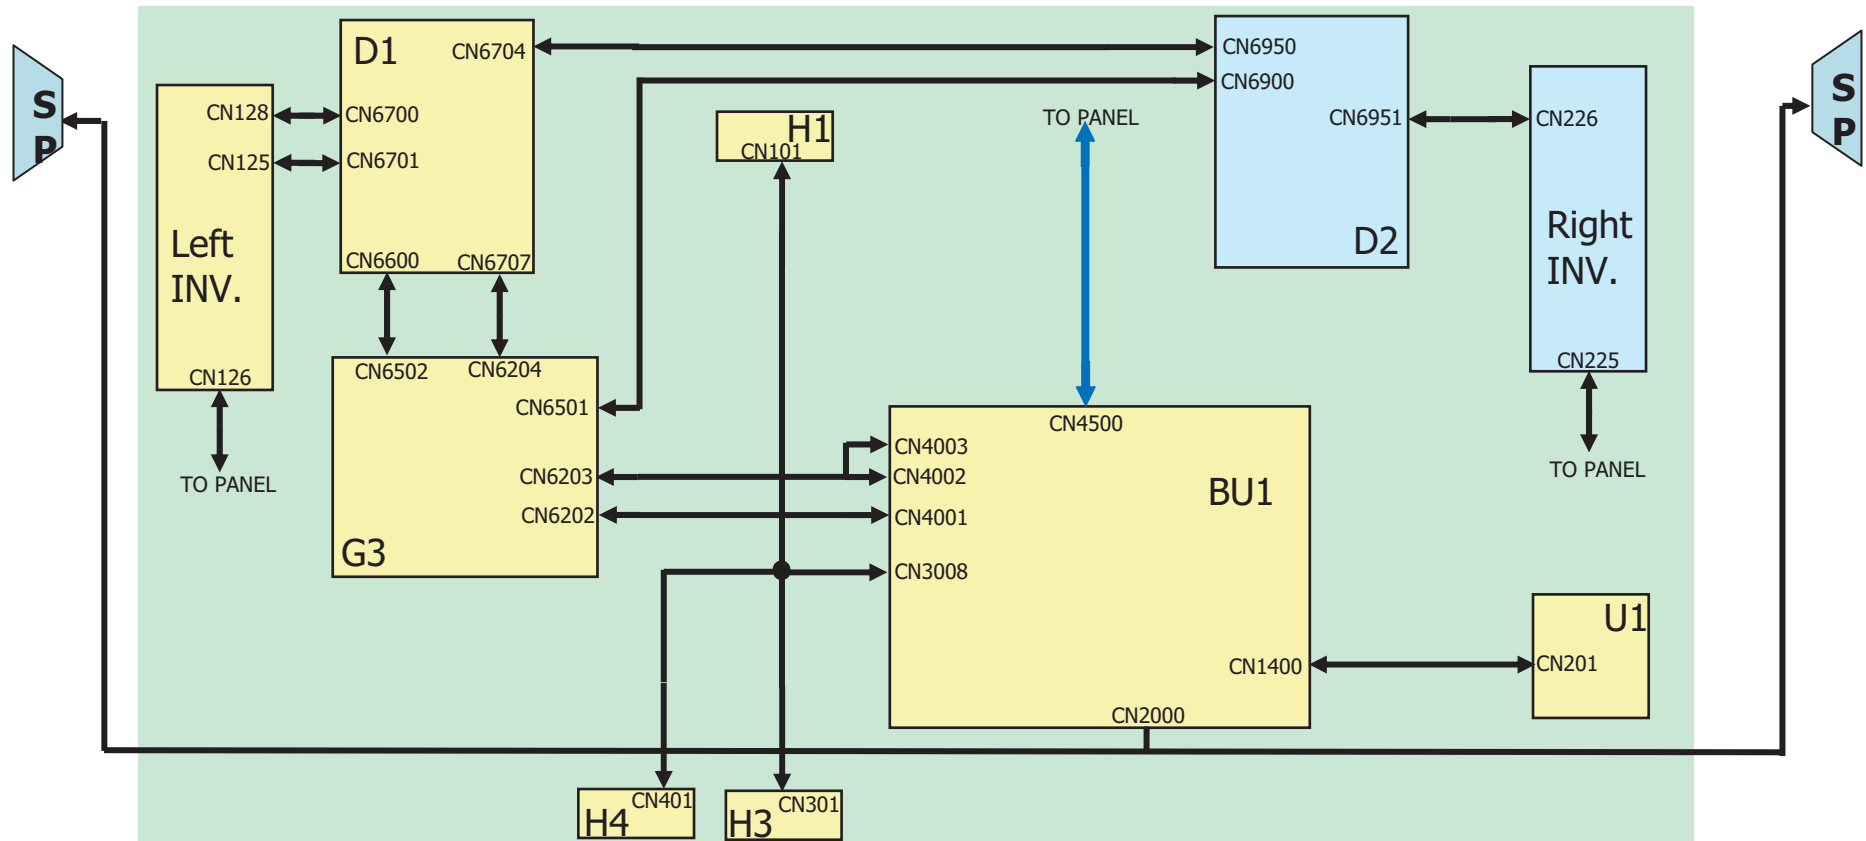 S
P
D1
CN6704
CN6700
CN6701
CN6600
CN6707
CN128
CN125
Left
INV.
CN126
TO PANEL
H1
CN101
TO PANEL
CN6950
CN6900
CN6951
D2
CN226
Right
INV.
CN225
TO PANEL
S
P
CN6502
CN6204
CN6501
CN6203
CN6202
G3
CN4500
CN4003
CN4002
CN4001
CN3008
BU1
CN1400
CN2000
U1
CN201
CN401
H4
CN301
H3